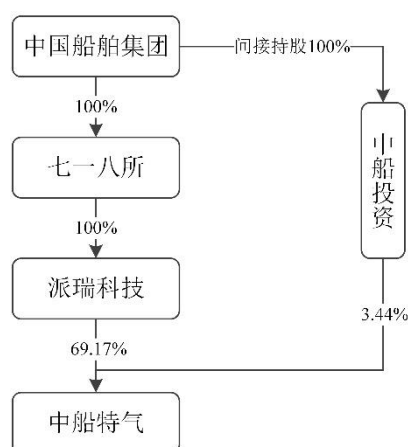 中国船舶集团
间接持股100%
100%
中船投资
七一八所
100%
派瑞科技
3.44%
69.17%
中船特气